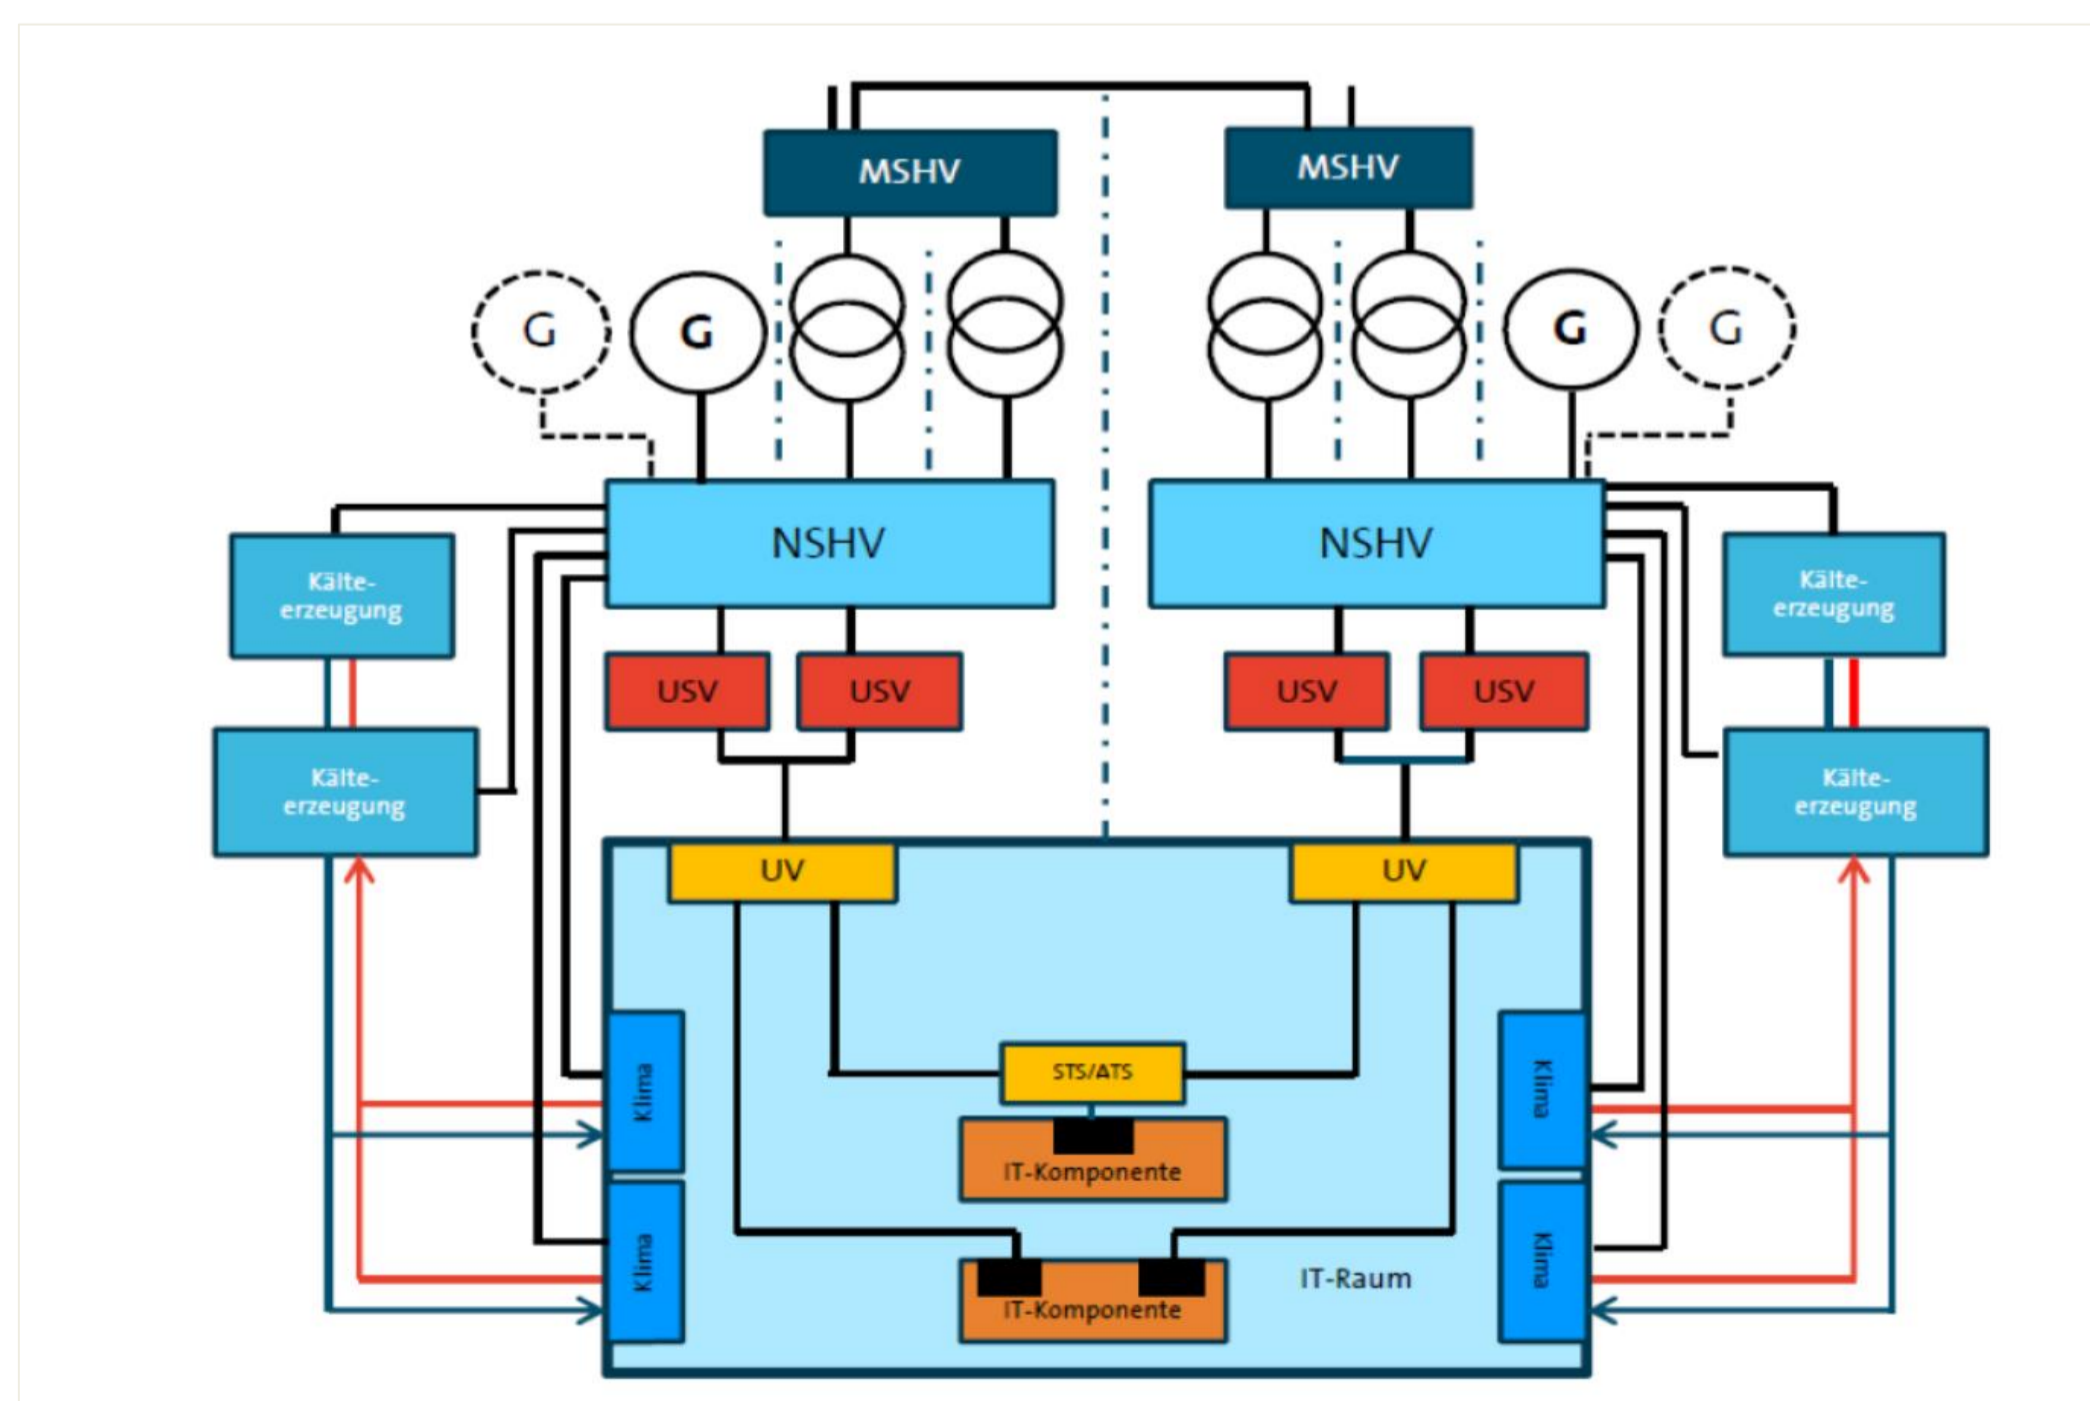 MSHV
MSHV
G
G
G
G
NSHV
NSHV
Kälte-
erzeugung
Kälte-
erzeugung
USV
USV
USV
USV
Kälte-
erzeugung
Kälte-
erzeugung
UV
UV
STS/ATS
Klima
Klima
IT-Komponente
Klima
Klima
IT-Raum
IT-Komponente